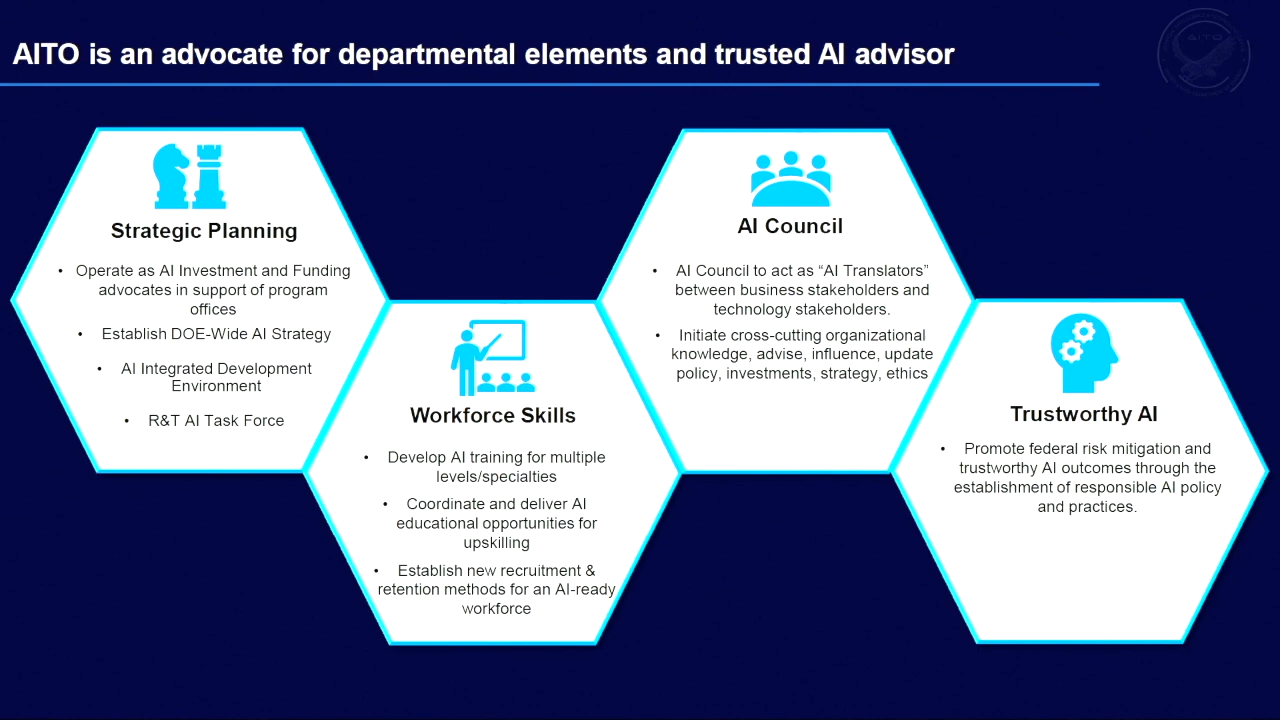 AITO is an advocate for departmental elements and trusted AI advisor
AITO
Strategic Planning
• Operate as AI Investment and Funding
advocates in support of program
offices
• Establish DOE-Wide AI Strategy
• AI Integrated Development
Environment
• R&T AI Task Force
Workforce Skills
• Develop AI training for multiple
levels/specialties
• Coordinate and deliver AI
educational opportunities for
upskilling
• Establish new recruitment &
retention methods for an AI-ready
workforce
AI Council
• AI Council to act as “AI Translators”
between business stakeholders and
technology stakeholders.
• Initiate cross-cutting organizational
knowledge, advise, influence, update
policy, investments, strategy, ethics
Trustworthy AI
• Promote federal risk mitigation and
trustworthy AI outcomes through the
establishment of responsible AI policy
and practices.